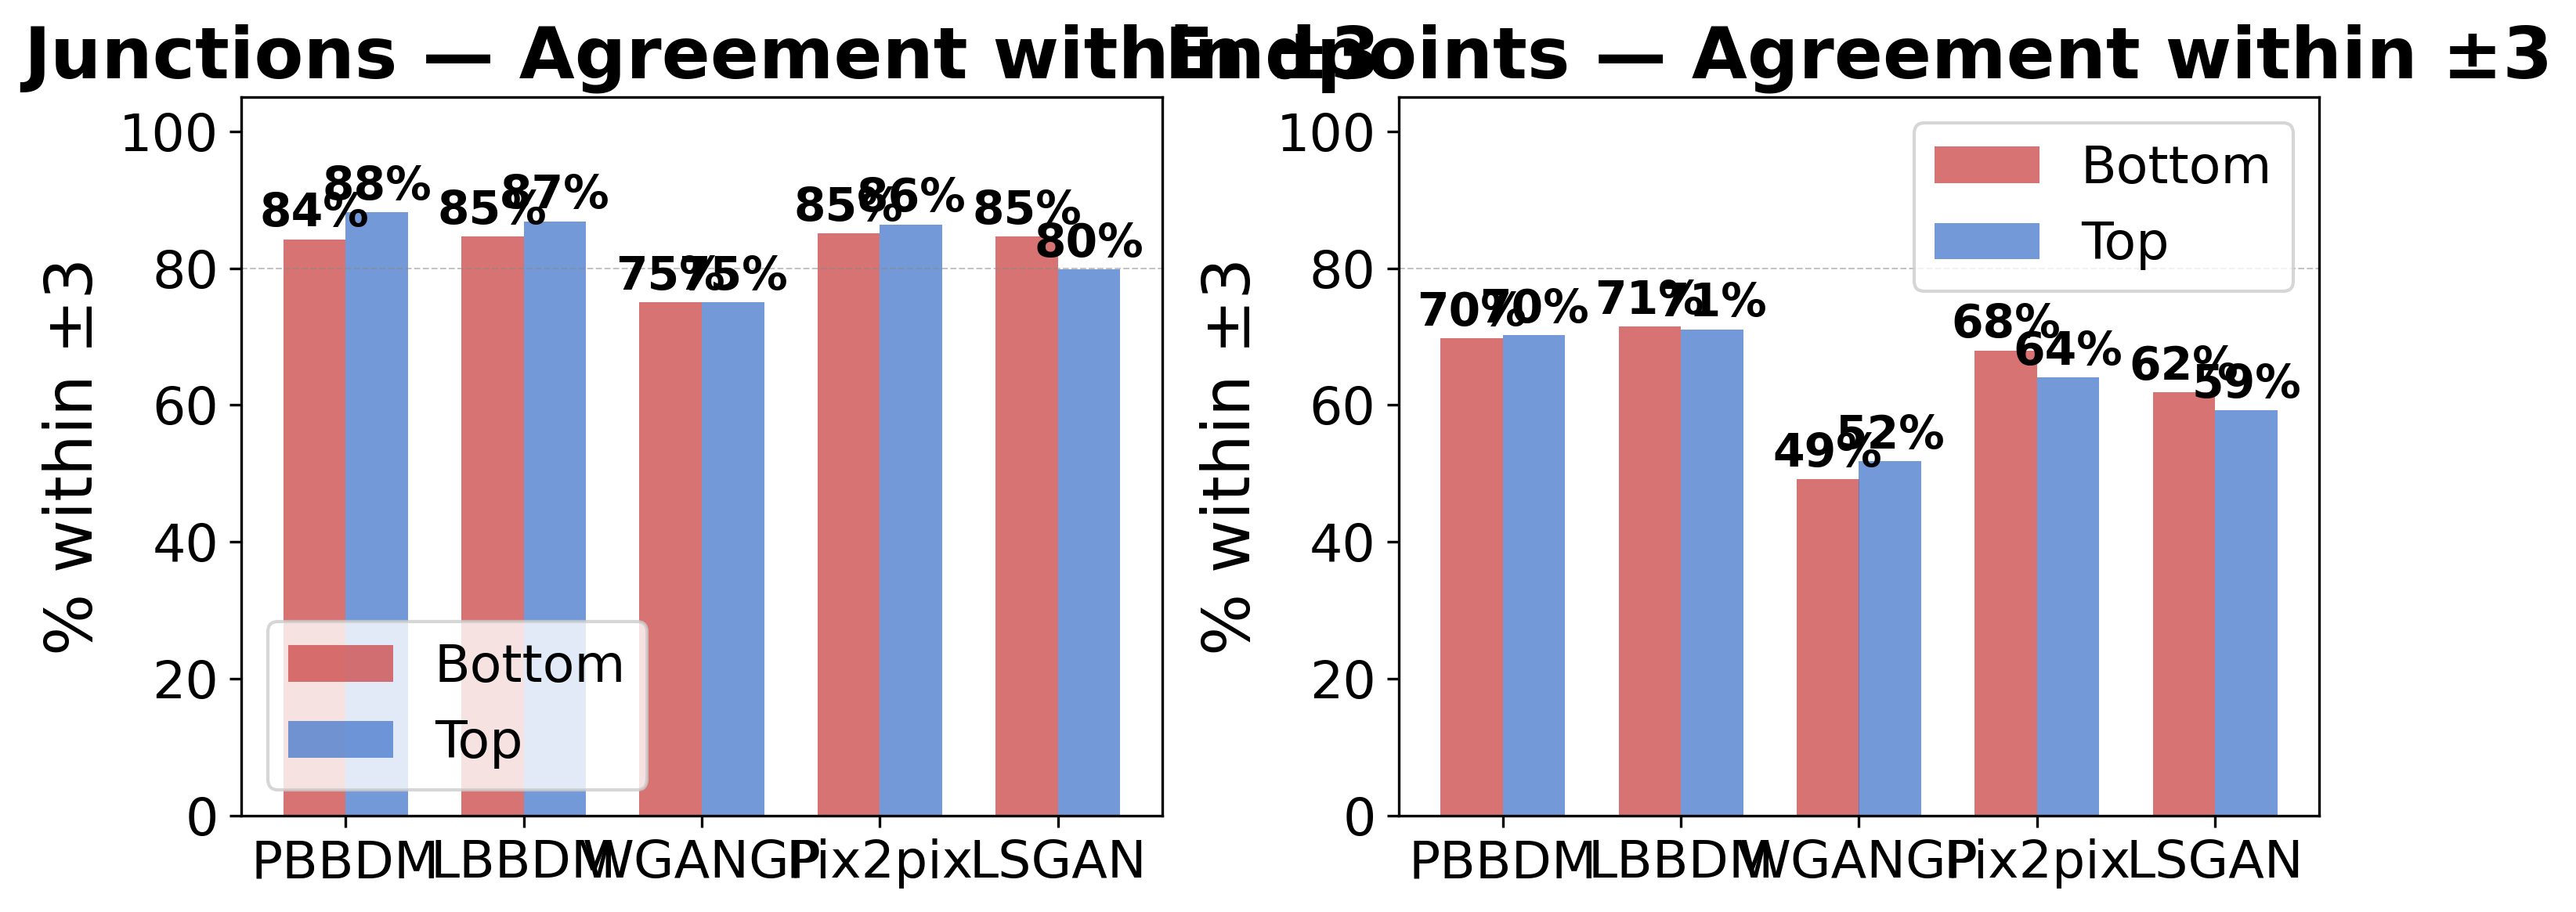 Junctions — Agreement within ±3
% within ±3
100
80
60
40
20
0
84%
88%
85%
87%
75%
75%
85%
86%
85%
80%
Bottom
Top
PBBDM
LBBDM
WGANGP
Pix2pix
LSGAN
Endpoints — Agreement within ±3
% within ±3
100
80
60
40
20
0
70%
70%
71%
71%
49%
52%
68%
64%
62%
59%
Bottom
Top
PBBDM
LBBDM
WGANGP
Pix2pix
LSGAN